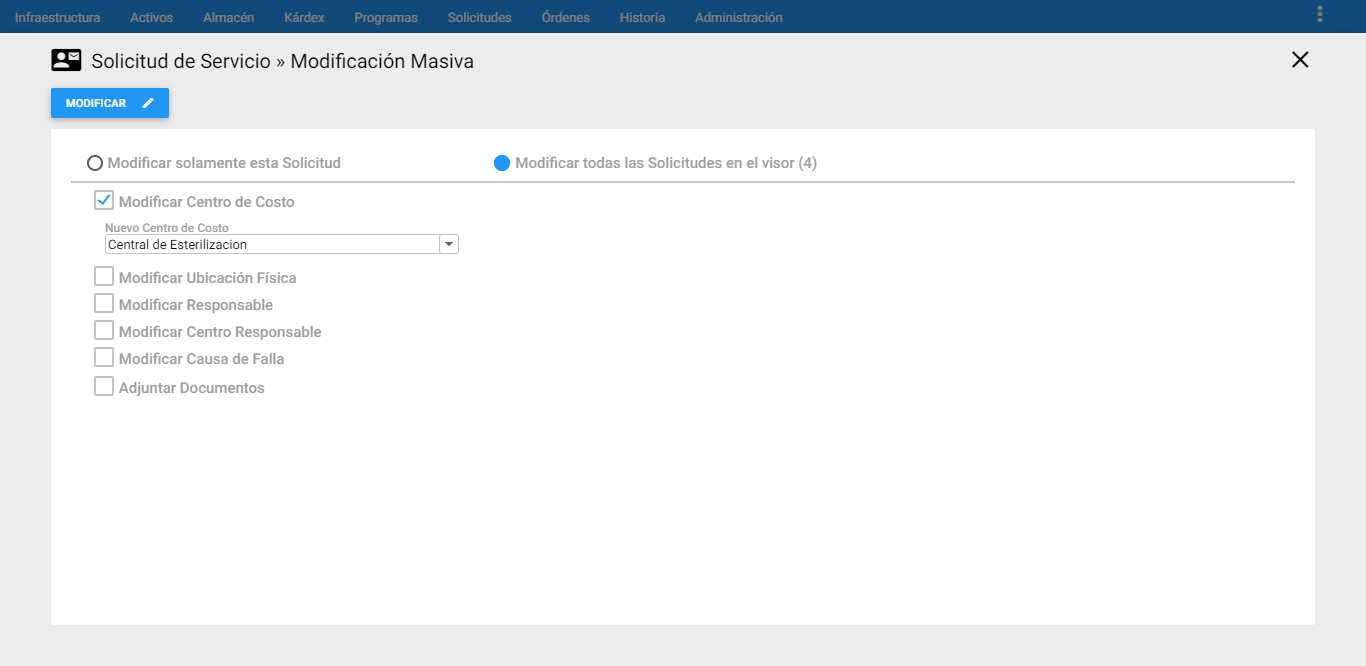 Infraestructura Activos Almacén Kárdex Programas Solicitudes Órdenes Historia Administración
Solicitud de Servicio » Modificación Masiva
MODIFICAR
Modificar solamente esta Solicitud Modificar todas las Solicitudes en el visor (4)
Modificar Centro de Costo
Nuevo Centro de Costo
Central de Esterilizacion
Modificar Ubicación Física
Modificar Responsable
Modificar Centro Responsable
Modificar Causa de Falla
Adjuntar Documentos